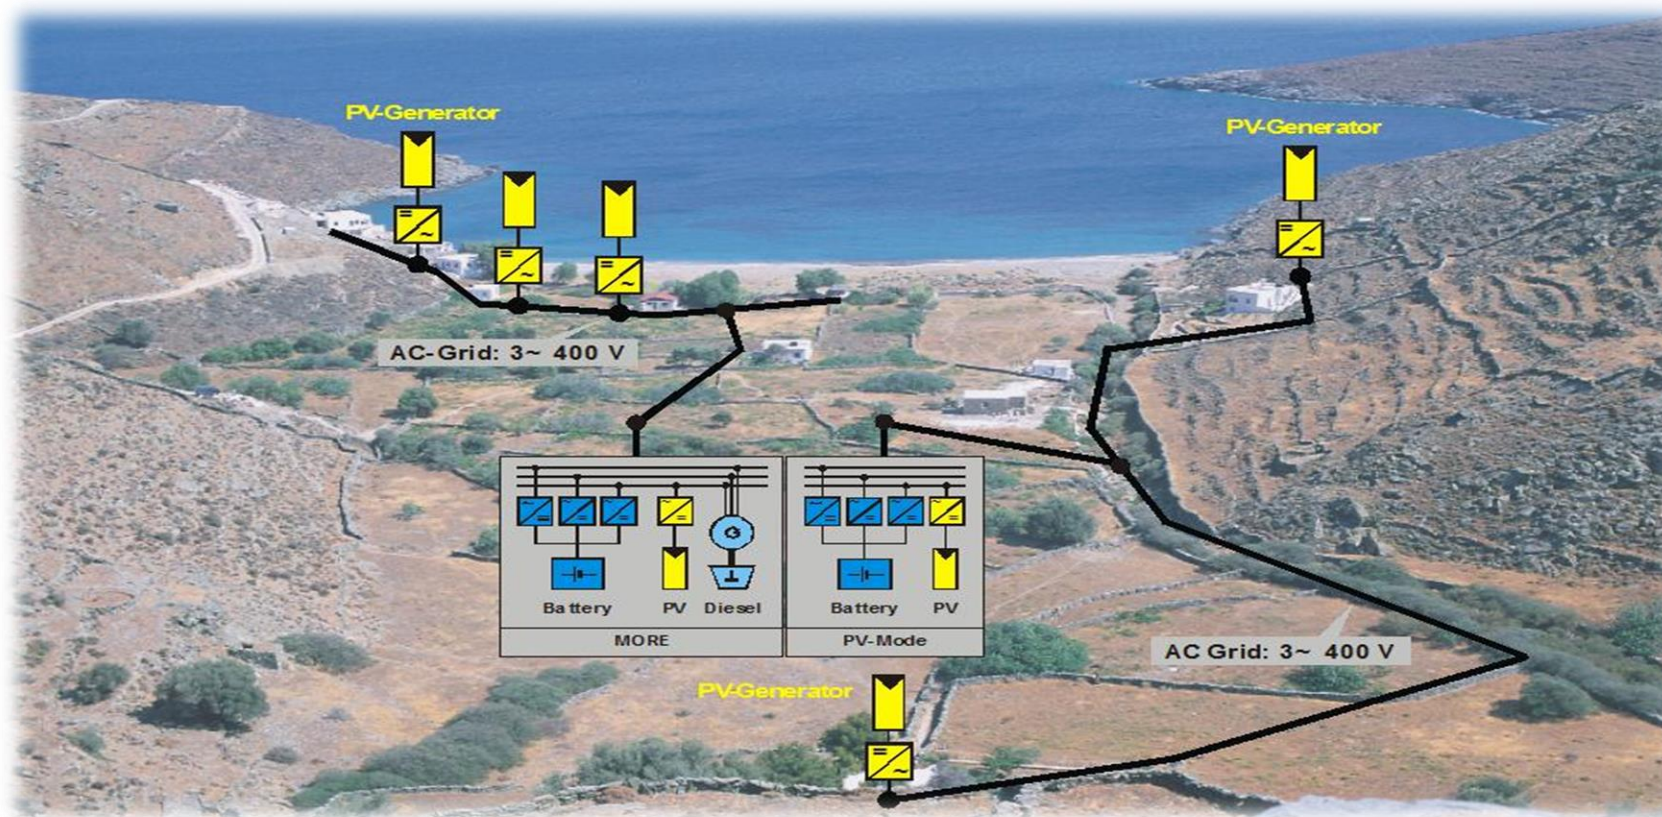 PV-Generator
PV-Generator
AC-Grid: 3~ 400 V
Battery PV Diesel
MORE
Battery PV
PV-Mode
AC Grid: 3~ 400 V
PV-Generator